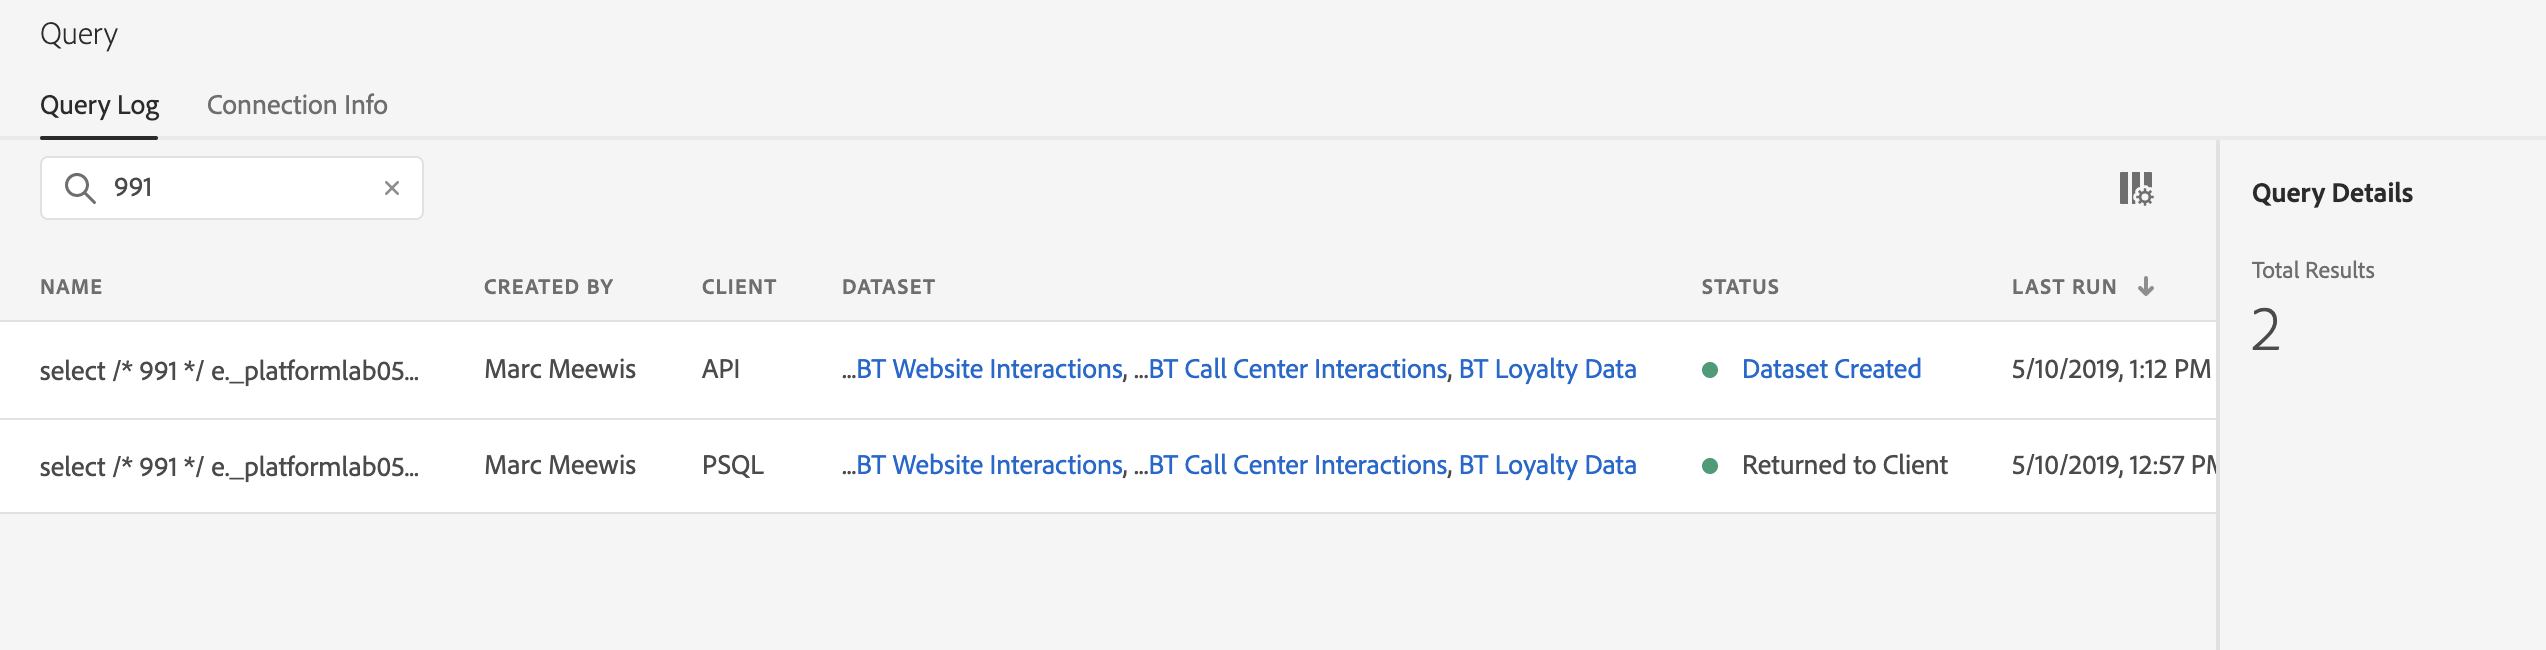 Query
Query Log Connection Info
991
Query Details
Total Results
2
NAME CREATED BY CLIENT DATASET STATUS LAST RUN
select /* 991 */ e._platformlab05... Marc Meewis API ...BT Website Interactions, ...BT Call Center Interactions, BT Loyalty Data Dataset Created 5/10/2019, 1:12 PM
select /* 991 */ e._platformlab05... Marc Meewis PSQL ...BT Website Interactions, ...BT Call Center Interactions, BT Loyalty Data Returned to Client 5/10/2019, 12:57 PM